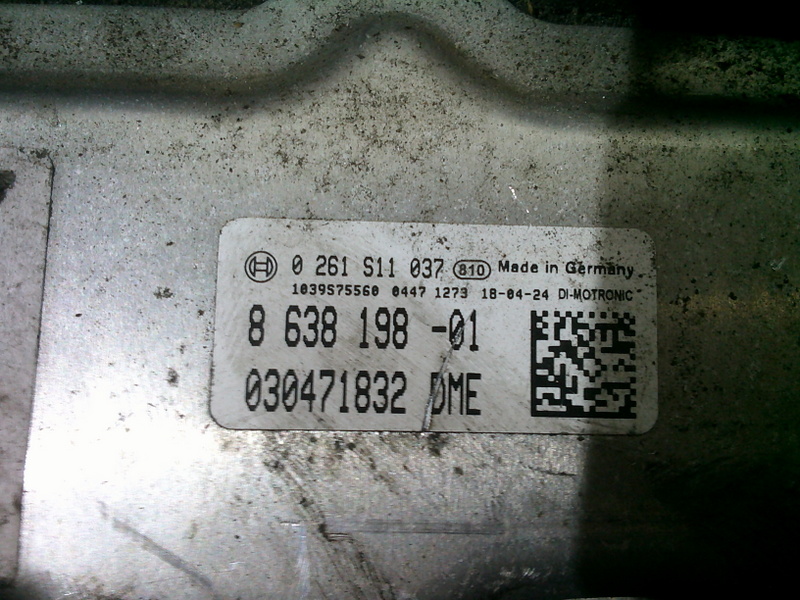 0 261 S11 037 810 Made in Germany
1039S75560 0447 1273 18-04-24 DI-MOTRONIC
8 638 198 -01
030471832 DME